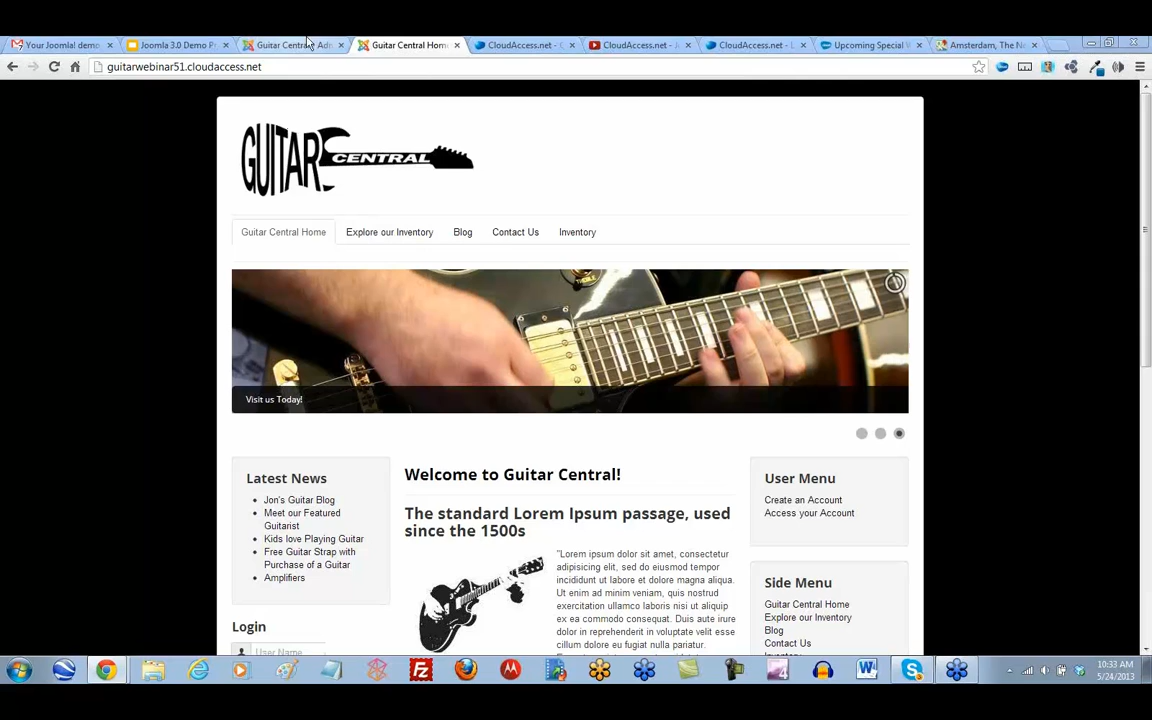 Your Joomla! demo
Joomla 3.0 Demo P
Guitar Central Adm
Guitar Central Hom
CloudAccess.net - C
CloudAccess.net - J
CloudAccess.net - L
Upcoming Special W
Amsterdam, The Ne
guitarwebinar51.cloudaccess.net
GUITAR CENTRAL
Guitar Central Home
Explore our Inventory
Blog
Contact Us
Inventory
Visit us Today!
Latest News
Jon's Guitar Blog
Meet our Featured
Guitarist
Kids love Playing Guitar
Free Guitar Strap with
Purchase of a Guitar
Amplifiers
Login
User Name
Welcome to Guitar Central!
The standard Lorem Ipsum passage, used
since the 1500s
"Lorem ipsum dolor sit amet, consectetur
adipisicing elit, sed do eiusmod tempor
incididunt ut labore et dolore magna aliqua.
Ut enim ad minim veniam, quis nostrud
exercitation ullamco laboris nisi ut aliquip
ex ea commodo consequat. Duis aute irure
dolor in reprehenderit in voluptate velit esse
cillum dolore eu fugiat nulla pariatur.
User Menu
Create an Account
Access your Account
Side Menu
Guitar Central Home
Explore our Inventory
Blog
Contact Us
10:33 AM
5/24/2013